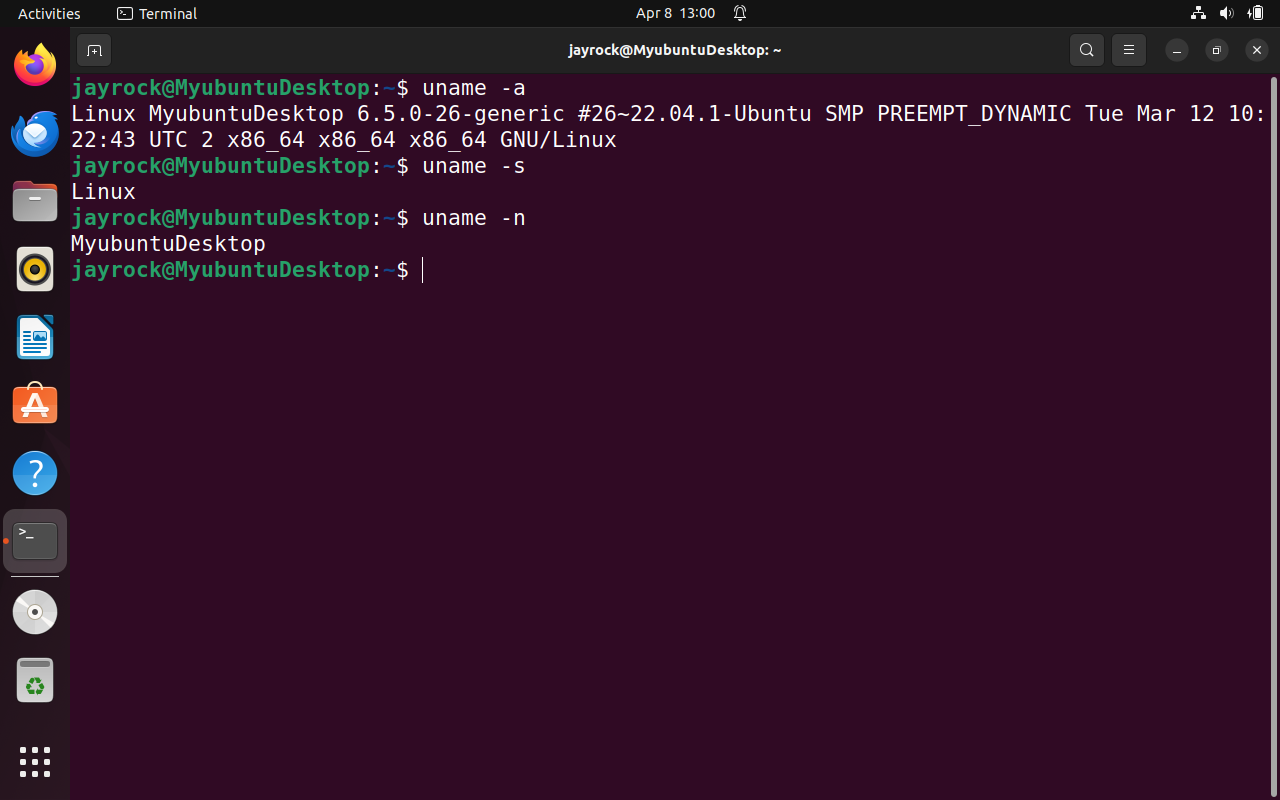 Activities Terminal Apr 8 13:00
jayrock@MyubuntuDesktop: ~
jayrock@MyubuntuDesktop:~$ uname -a
Linux MyubuntuDesktop 6.5.0-26-generic #26~22.04.1-Ubuntu SMP PREEMPT_DYNAMIC Tue Mar 12 10:
22:43 UTC 2 x86_64 x86_64 x86_64 GNU/Linux
jayrock@MyubuntuDesktop:~$ uname -s
Linux
jayrock@MyubuntuDesktop:~$ uname -n
MyubuntuDesktop
jayrock@MyubuntuDesktop:~$